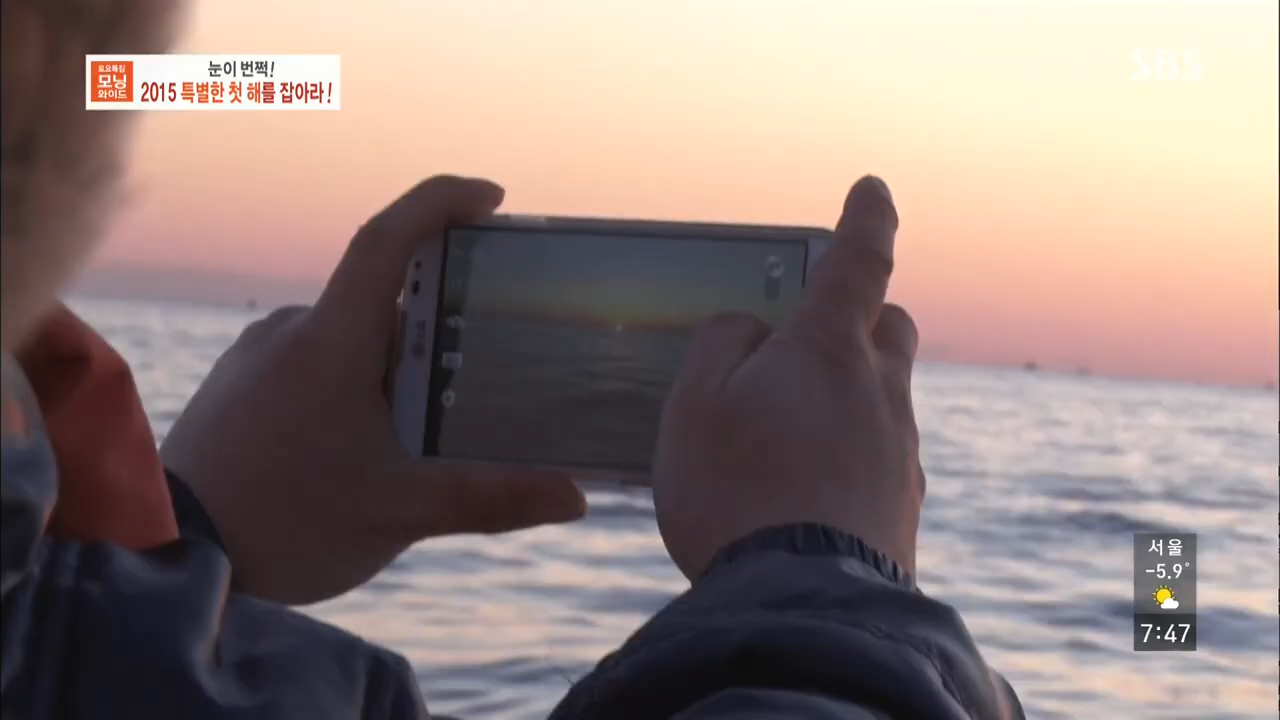 토요특집
모닝
와이드
눈이 번쩍!
2015 특별한 첫 해를 잡아라!
SBS
LG
서울
-5.9°
7:47